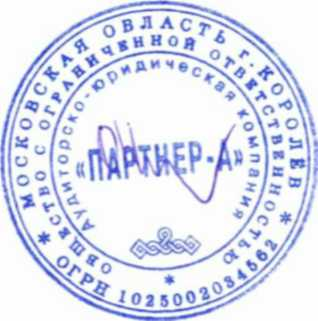 * МОСКОВСКАЯ ОБЛАСТЬ г. КОРОЛЁВ *
ОГРН 1025002034562
ОБЩЕСТВО С ОГРАНИЧЕННОЙ ОТВЕТСТВЕННОСТЬЮ
*
АУДИТОРСКО-ЮРИДИЧЕСКАЯ КОМПАНИЯ
«ПАРТНЕР-А»